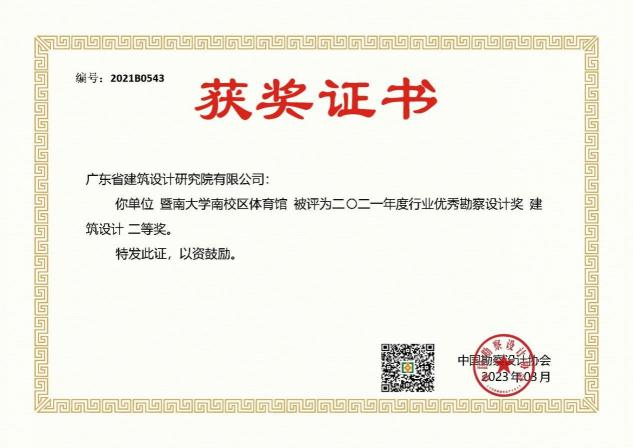 编号：2021B0543
获奖证书
广东省建筑设计研究院有限公司：
你单位 暨南大学南校区体育馆 被评为二〇二一年度行业优秀勘察设计奖 建
筑设计 二等奖。
特发此证，以资鼓励。
中国勘察设计协会
2023年03月